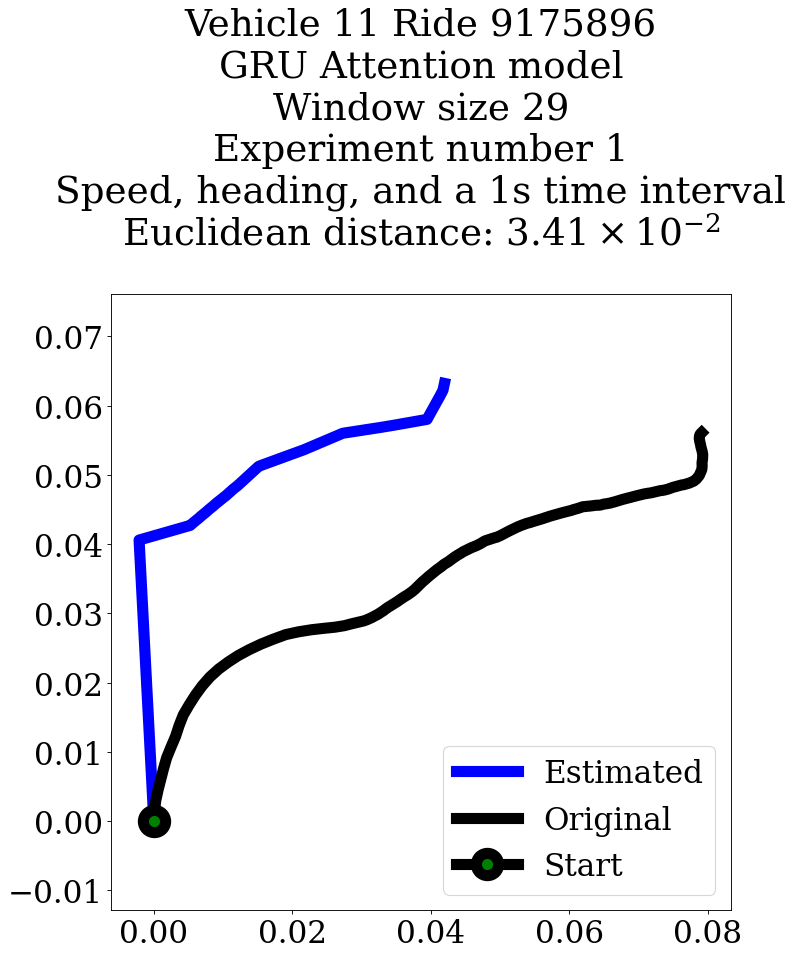 Vehicle 11 Ride 9175896
GRU Attention model
Window size 29
Experiment number 1
Speed, heading, and a 1s time interval
Euclidean distance: 3.41 × 10⁻²
0.07
0.06
0.05
0.04
0.03
0.02
0.01
0.00
−0.01
Estimated
Original
Start
0.00 0.02 0.04 0.06 0.08